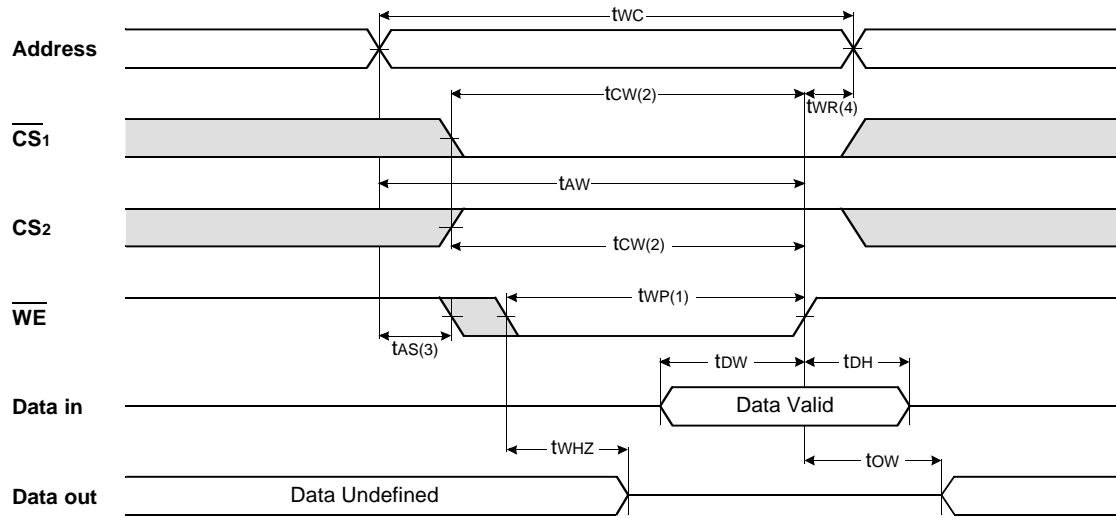 tWC
Address
tCW(2)
tWR(4)
CS1
tAW
CS2
tCW(2)
tWP(1)
WE
tAS(3)
tDW
tDH
Data in
Data Valid
tWHZ
tOW
Data out
Data Undefined